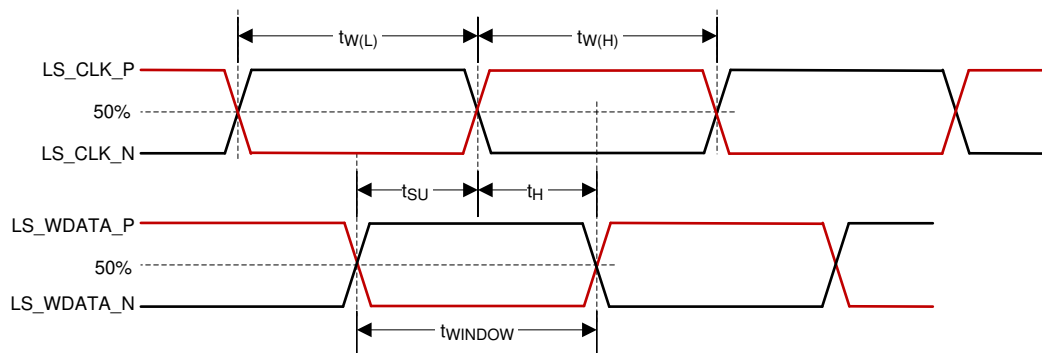 tW(L) tW(H)
LS_CLK_P
50%
LS_CLK_N
tSU tH
LS_WDATA_P
50%
LS_WDATA_N
tWINDOW